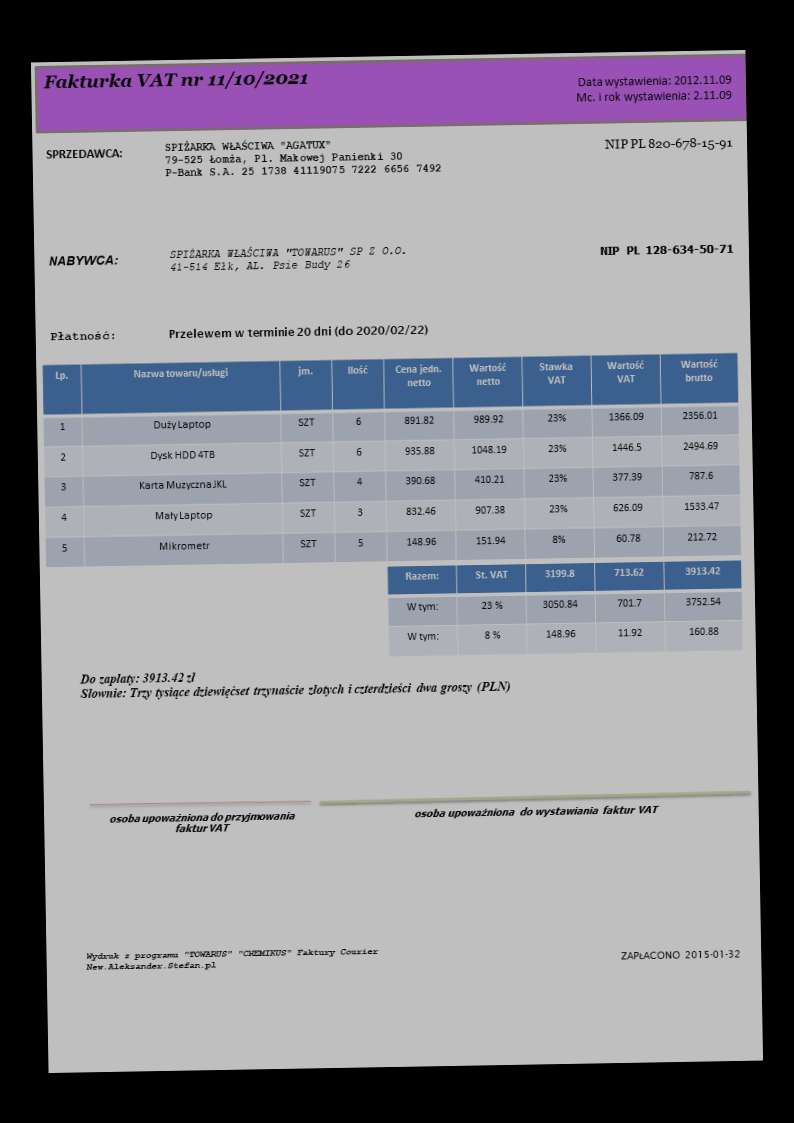 Fakturka VAT nr 11/10/2021
Data wystawienia: 2012.11.09
Mc. i rok wystawienia: 2.11.09
SPRZEDAWCA:
SPIŻARKA WŁAŚCIWA "AGATUX"
79-525 Łomża, Pl. Makowej Panienki 30
P-Bank S.A. 25 1738 41119075 7222 6656 7492
NIP PL 820-678-15-91
NABYWCA:
SPIŻARKA WŁAŚCIWA "TOWARUS" SP Z O.O.
41-514 Ełk, AL. Psie Budy 26
NIP PL 128-634-50-71
Płatność: Przelewem w terminie 20 dni (do 2020/02/22)
Lp. Nazwa towaru/usługi jm. Ilość Cena jedn. netto Wartość netto Stawka VAT Wartość VAT Wartość brutto
1 Duży Laptop SZT 6 891.82 989.92 23% 1366.09 2356.01
2 Dysk HDD 4TB SZT 6 935.88 1048.19 23% 1446.5 2494.69
3 Karta Muzyczna JKL SZT 4 390.68 410.21 23% 377.39 787.6
4 Mały Laptop SZT 3 832.46 907.38 23% 626.09 1533.47
5 Mikrometr SZT 5 148.96 151.94 8% 60.78 212.72
Razem: St. VAT 3199.8 713.62 3913.42
W tym: 23 % 3050.84 701.7 3752.54
W tym: 8 % 148.96 11.92 160.88
Do zapłaty: 3913.42 zl
Slownie: Trzy tysiące dziewięćset trzynaście zlotych i czterdzieści dwa groszy (PLN)
osoba upoważniona do przyjmowania
faktur VAT
osoba upoważniona do wystawiania faktur VAT
Wydruk z programu "TOWARUS" "CHEMIKUS" Faktury Courier
New.Aleksander.Stefan.pl
ZAPŁACONO 2015-01-32